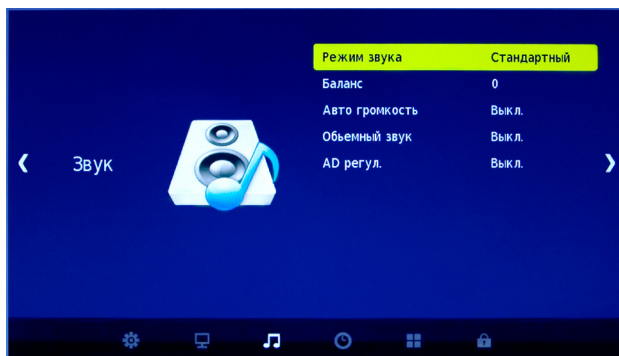 Режим звука Стандартный
Баланс 0
Авто громкость Выкл.
Обьемный звук Выкл.
Звук
AD регул. Выкл.